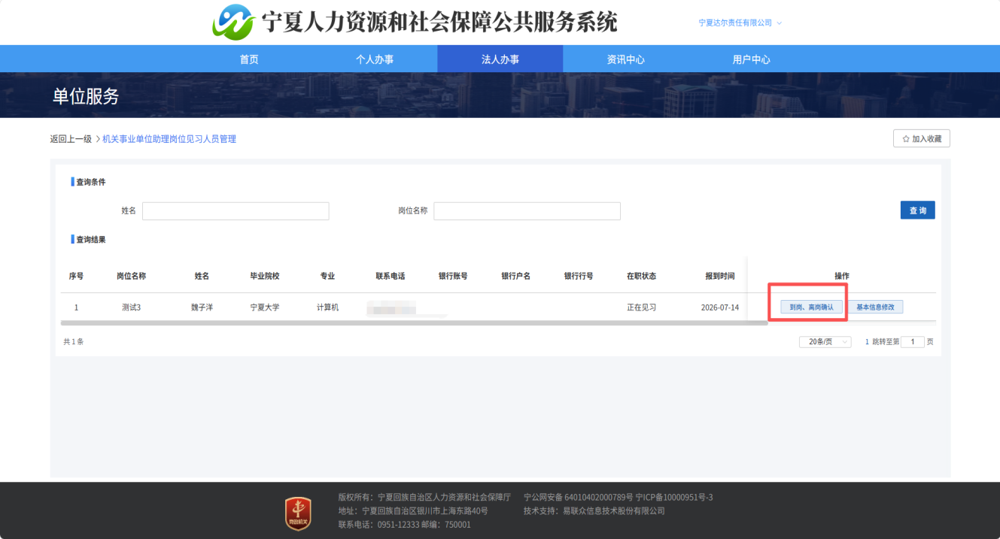 宁夏人力资源和社会保障公共服务系统
宁夏达尔责任有限公司
首页 个人办事 法人办事 资讯中心 用户中心
单位服务
返回上一级 机关事业单位助理岗位见习人员管理 加入收藏
查询条件
姓名 岗位名称 查询
查询结果
序号 岗位名称 姓名 毕业院校 专业 联系电话 银行账号 银行户名 银行行号 在职状态 报到时间 操作
1 测试3 魏子洋 宁夏大学 计算机 正在见习 2026-07-14 到岗、离岗确认 基本信息修改
共 1 条 20条/页 1 跳转至第 1 页
版权所有：宁夏回族自治区人力资源和社会保障厅 宁公网安备 64010402000789号 宁ICP备10000951号-3
地址：宁夏回族自治区银川市上海东路40号 技术支持：易联众信息技术股份有限公司
联系电话：0951-12333 邮编：750001
党政机关